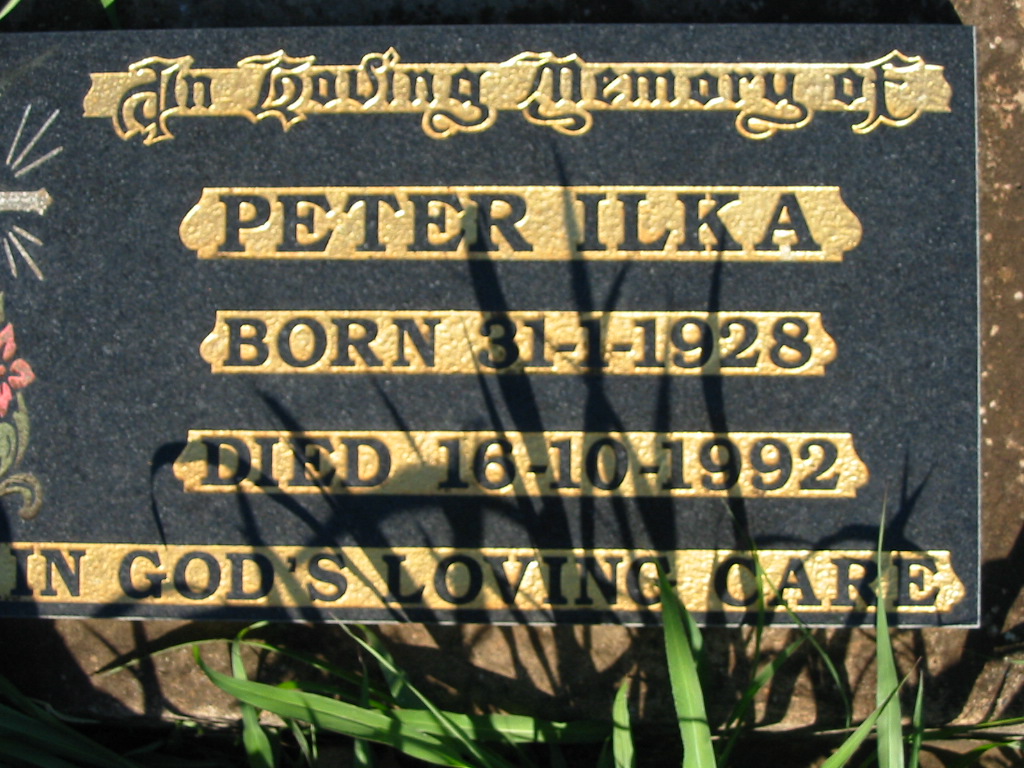 In Loving Memory of
PETER ILKA
BORN 31-1-1928
DIED 16-10-1992
IN GOD'S LOVING CARE